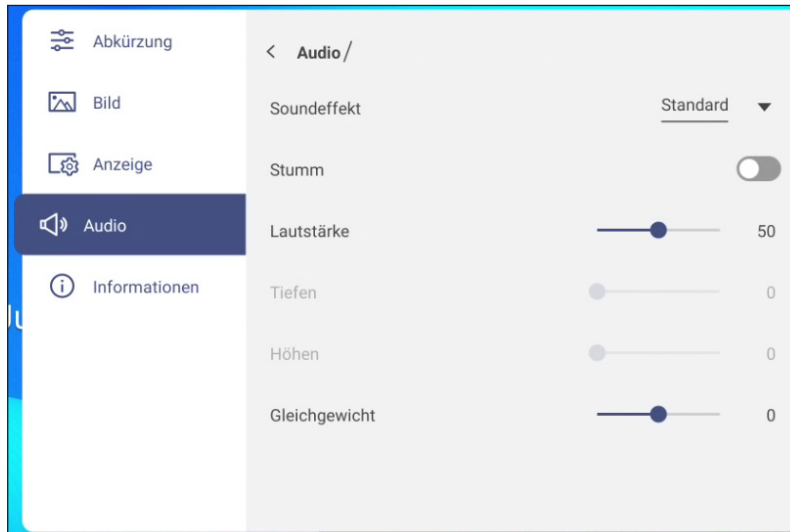 Abkürzung
Bild
Anzeige
Audio
Informationen
Audio/
Soundeffekt Standard
Stumm
Lautstärke 50
Tiefen 0
Höhen 0
Gleichgewicht 0